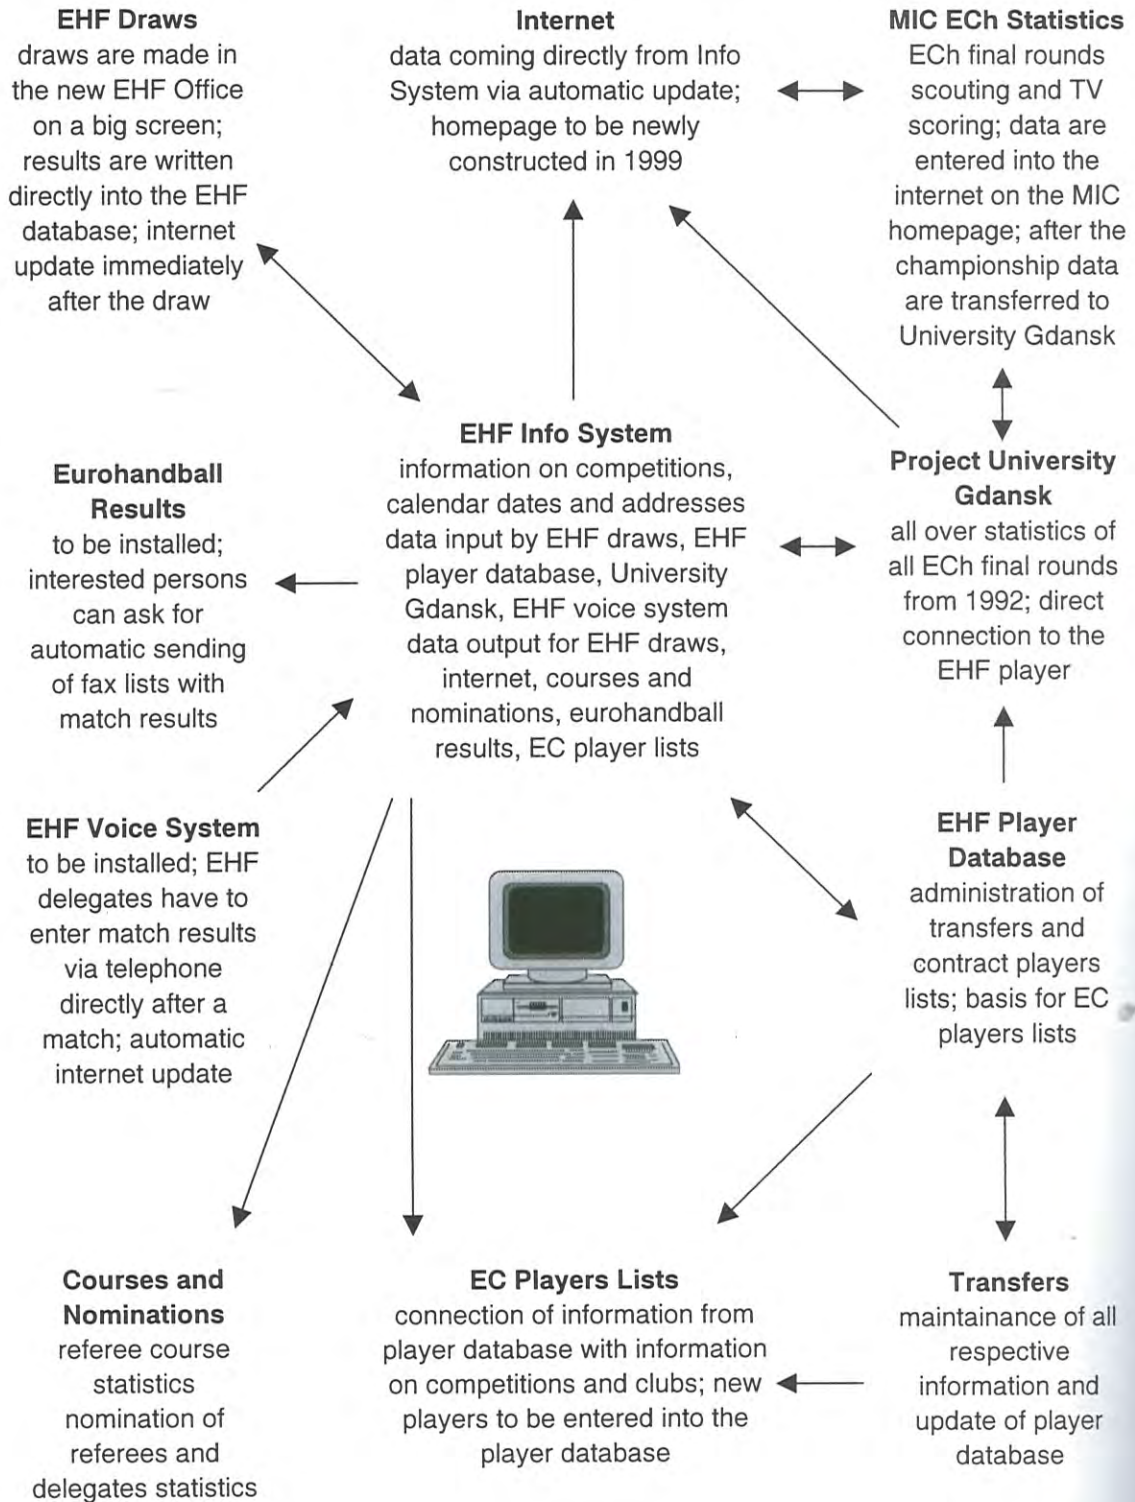 EHF Draws
draws are made in
the new EHF Office
on a big screen;
results are written
directly into the EHF
database; internet
update immediately
after the draw
Internet
data coming directly from Info
System via automatic update;
homepage to be newly
constructed in 1999
MIC ECh Statistics
ECh final rounds
scouting and TV
scoring; data are
entered into the
internet on the MIC
homepage; after the
championship data
are transferred to
University Gdansk
Eurohandball
Results
to be installed;
interested persons
can ask for
automatic sending
of fax lists with
match results
EHF Info System
information on competitions,
calendar dates and addresses
data input by EHF draws, EHF
player database, University
Gdansk, EHF voice system
data output for EHF draws,
internet, courses and
nominations, eurohandball
results, EC player lists
Project University
Gdansk
all over statistics of
all ECh final rounds
from 1992; direct
connection to the
EHF player
EHF Voice System
to be installed; EHF
delegates have to
enter match results
via telephone
directly after a
match; automatic
internet update
EHF Player
Database
administration of
transfers and
contract players
lists; basis for EC
players lists
Courses and
Nominations
referee course
statistics
nomination of
referees and
delegates statistics
EC Players Lists
connection of information from
player database with information
on competitions and clubs; new
players to be entered into the
player database
Transfers
maintainance of all
respective
information and
update of player
database